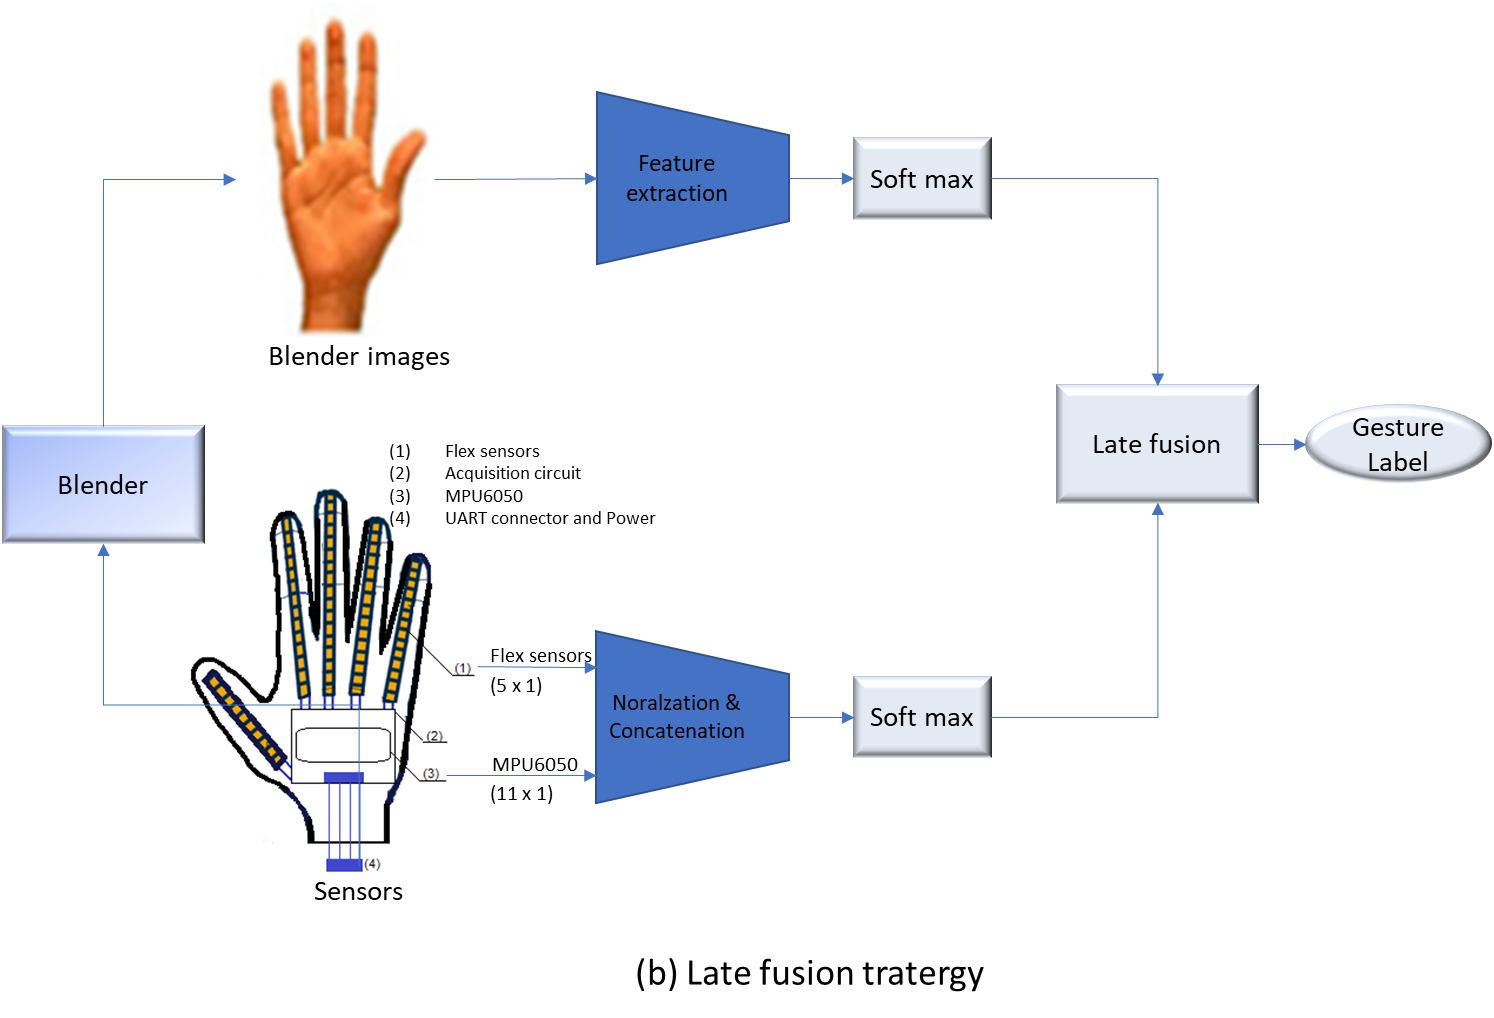 Feature
extraction
Soft max
Blender images
Blender
(1) Flex sensors
(2) Acquisition circuit
(3) MPU6050
(4) UART connector and Power
Late fusion
Gesture
Label
(1)
Flex sensors
(5 x 1)
(2)
(3)
MPU6050
(11 x 1)
Noralzation &
Concatenation
Soft max
(4)
Sensors
(b) Late fusion tratergy